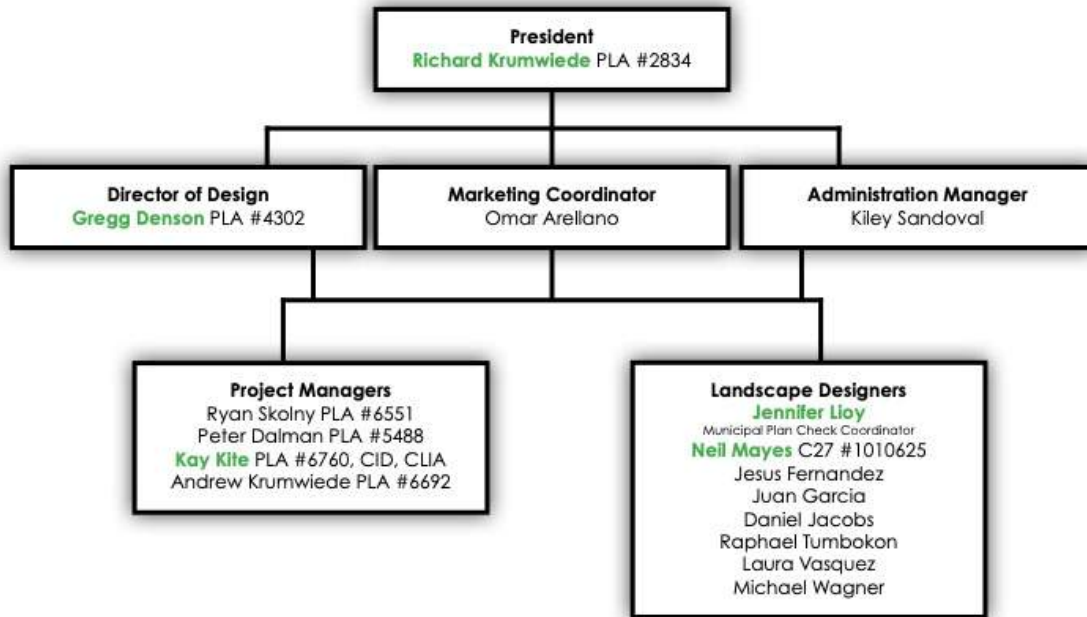 President
Richard Krumwiede PLA #2834
Director of Design
Gregg Denson PLA #4302
Marketing Coordinator
Omar Arellano
Administration Manager
Kiley Sandoval
Project Managers
Ryan Skolny PLA #6551
Peter Dalman PLA #5488
Kay Kite PLA #6760, CID, CLIA
Andrew Krumwiede PLA #6692
Landscape Designers
Jennifer Lioy
Municipal Plan Check Coordinator
Neil Mayes C27 #1010625
Jesus Fernandez
Juan Garcia
Daniel Jacobs
Raphael Tumbokon
Laura Vasquez
Michael Wagner